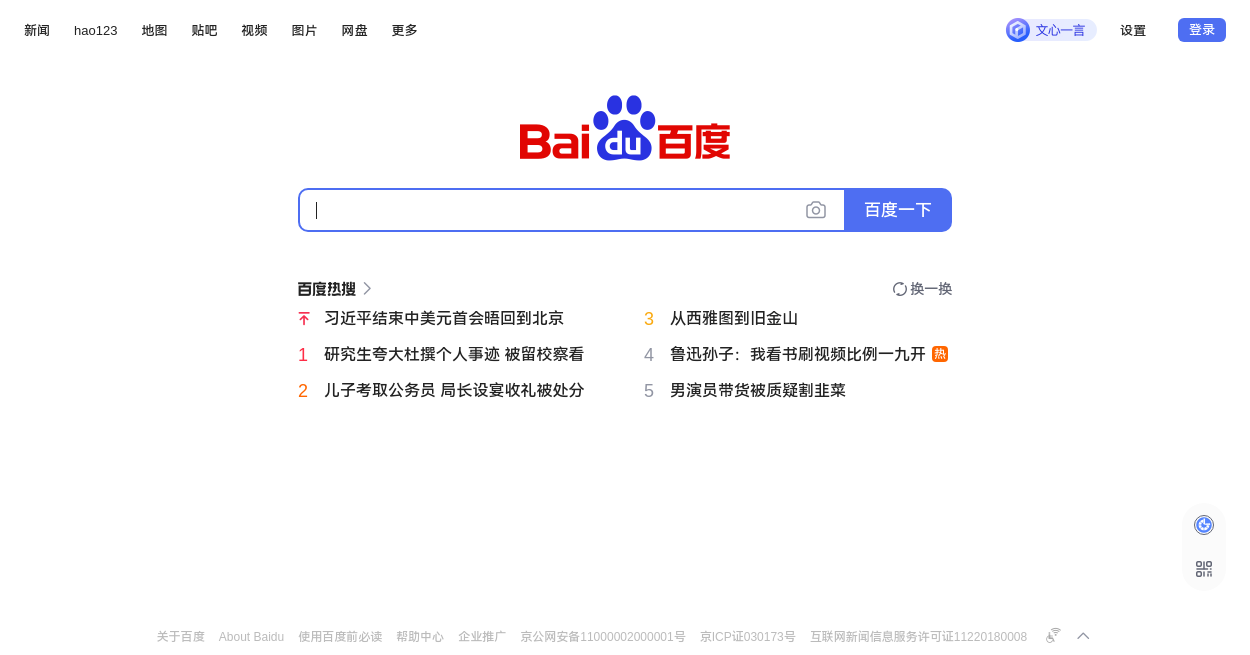 新闻 hao123 地图 贴吧 视频 图片 网盘 更多 文心一言 设置 登录
Bai du 百度
百度一下
百度热搜 换一换
习近平结束中美元首会晤回到北京
1 研究生夸大杜撰个人事迹 被留校察看
2 儿子考取公务员 局长设宴收礼被处分
3 从西雅图到旧金山
4 鲁迅孙子：我看书刷视频比例一九开 热
5 男演员带货被质疑割韭菜
关于百度 About Baidu 使用百度前必读 帮助中心 企业推广 京公网安备11000002000001号 京ICP证030173号 互联网新闻信息服务许可证11220180008